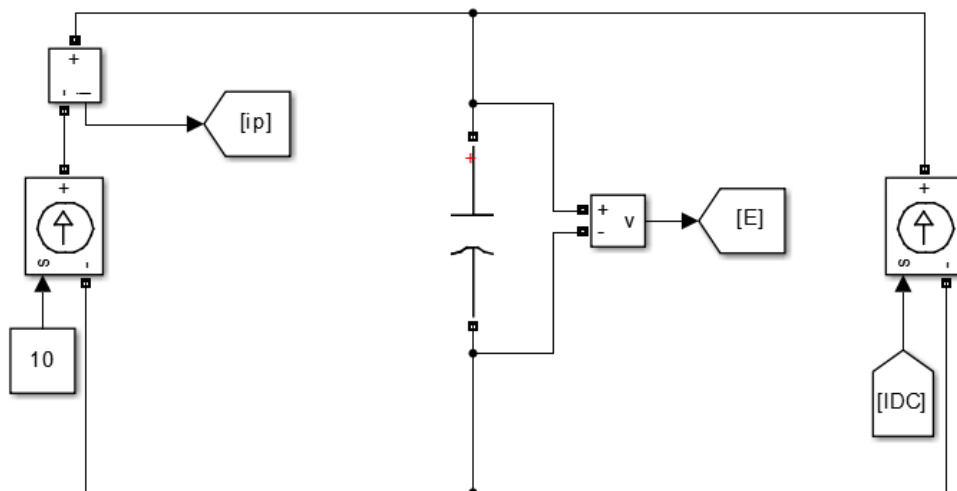 +
-
i
[ip]
+
s
-
10
+
+
-
v
[E]
+
s
-
[IDC]